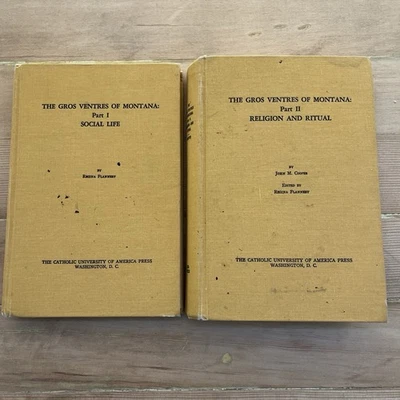 THE GROS VENTRES OF MONTANA:
Part I
SOCIAL LIFE
BY
REGINA FLANNERY
THE CATHOLIC UNIVERSITY OF AMERICA PRESS
WASHINGTON, D. C.
THE GROS VENTRES OF MONTANA:
Part II
RELIGION AND RITUAL
BY
JOHN M. COOPER
EDITED BY
REGINA FLANNERY
THE CATHOLIC UNIVERSITY OF AMERICA PRESS
WASHINGTON, D. C.